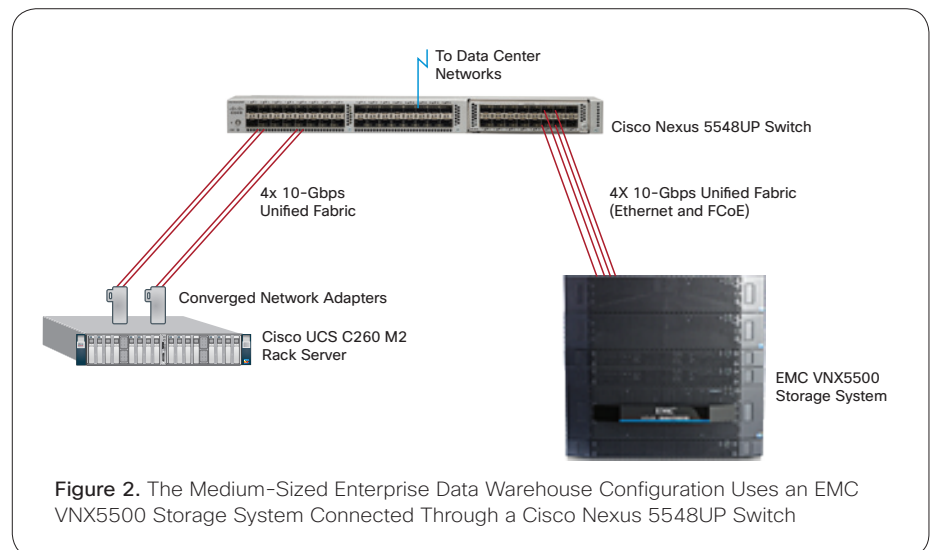 To Data Center
Networks
Cisco Nexus 5548UP Switch
4x 10-Gbps
Unified Fabric
4X 10-Gbps Unified Fabric
(Ethernet and FCoE)
Converged Network Adapters
Cisco UCS C260 M2
Rack Server
EMC VNX5500
Storage System
EMC
Figure 2. The Medium-Sized Enterprise Data Warehouse Configuration Uses an EMC
VNX5500 Storage System Connected Through a Cisco Nexus 5548UP Switch